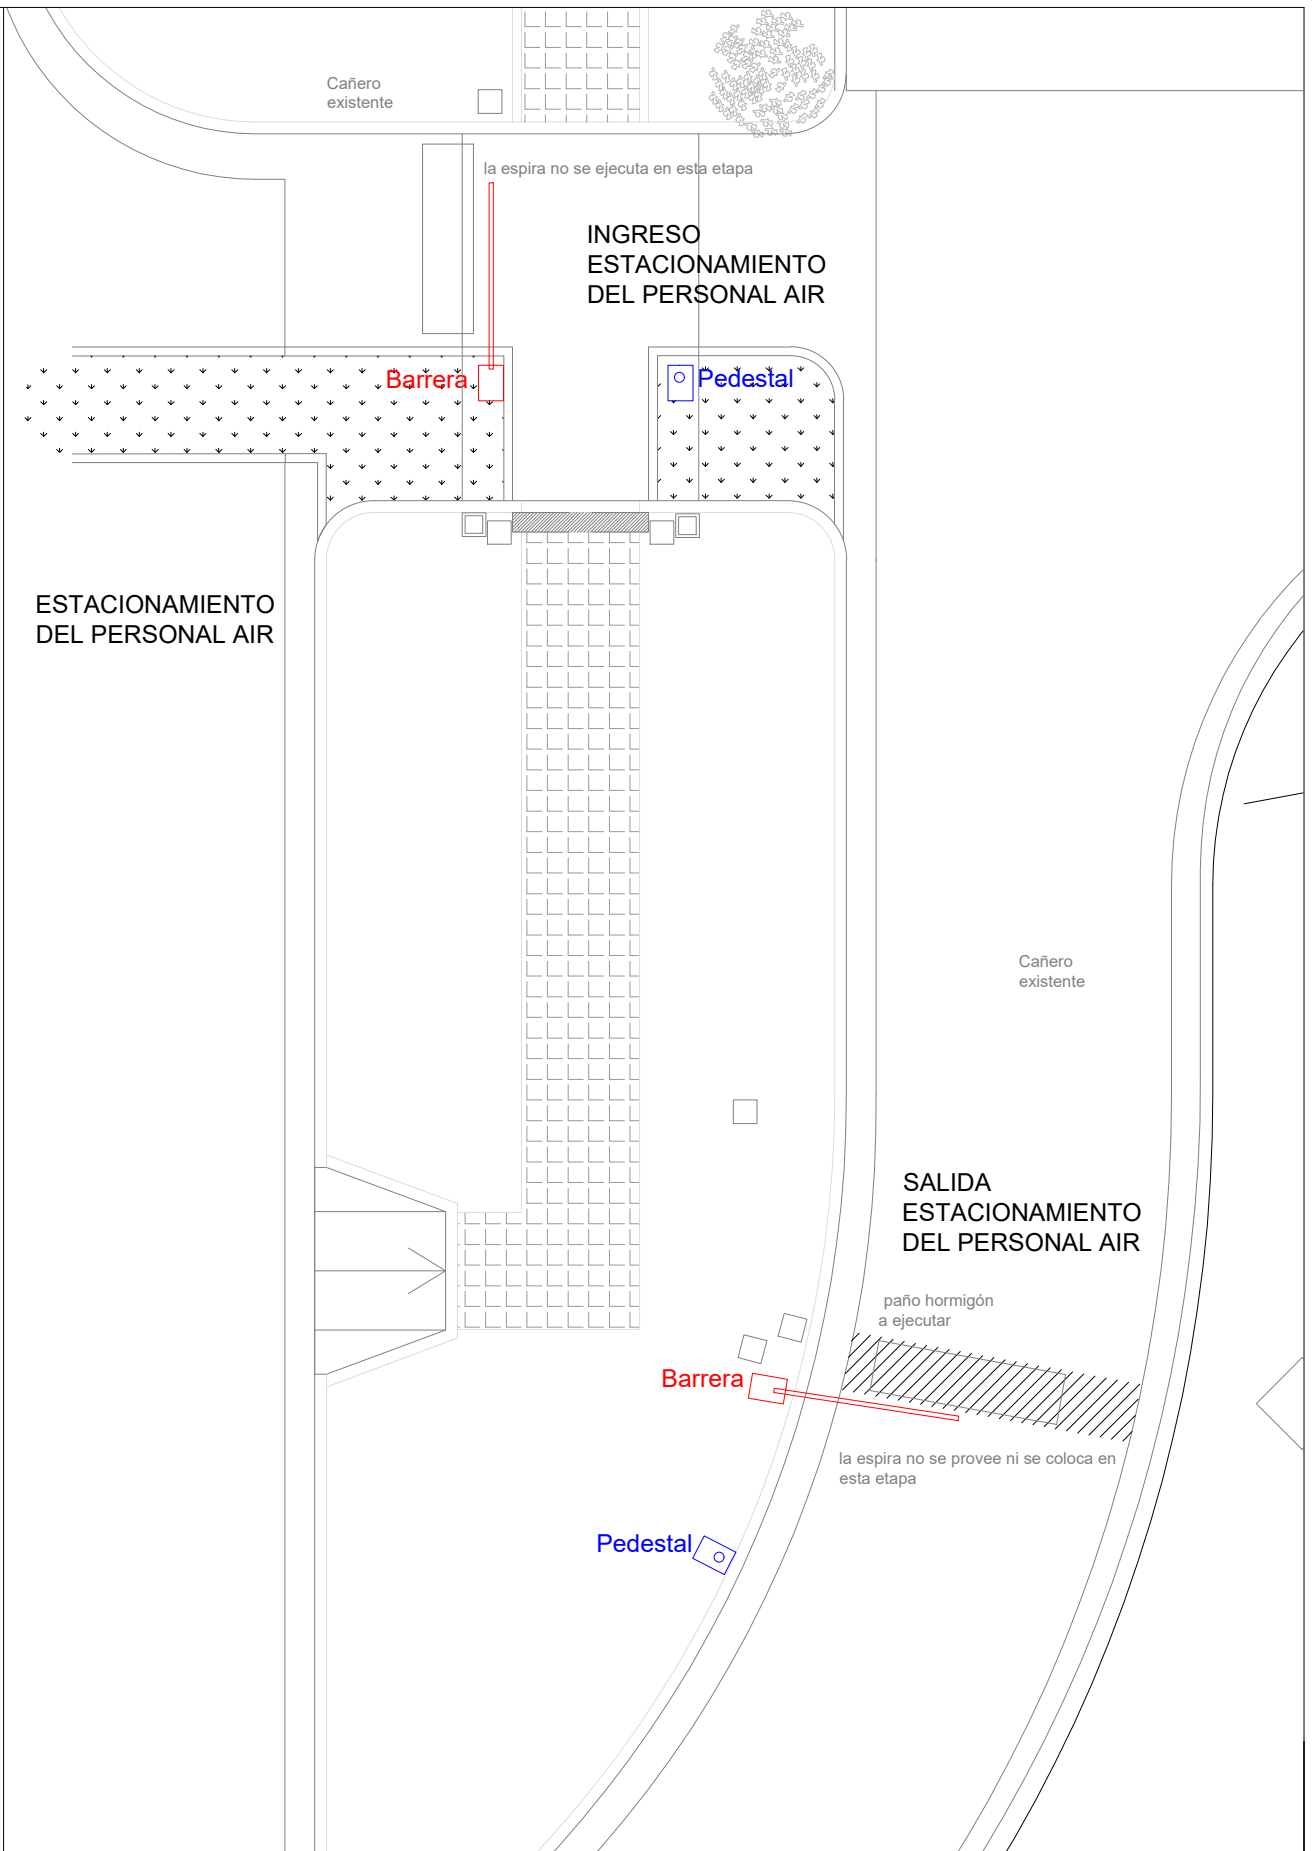 Cañero
existente
la espira no se ejecuta en esta etapa
INGRESO
ESTACIONAMIENTO
DEL PERSONAL AIR
Barrera
Pedestal
ESTACIONAMIENTO
DEL PERSONAL AIR
Cañero
existente
SALIDA
ESTACIONAMIENTO
DEL PERSONAL AIR
paño hormigón
a ejecutar
Barrera
la espira no se provee ni se coloca en
esta etapa
Pedestal